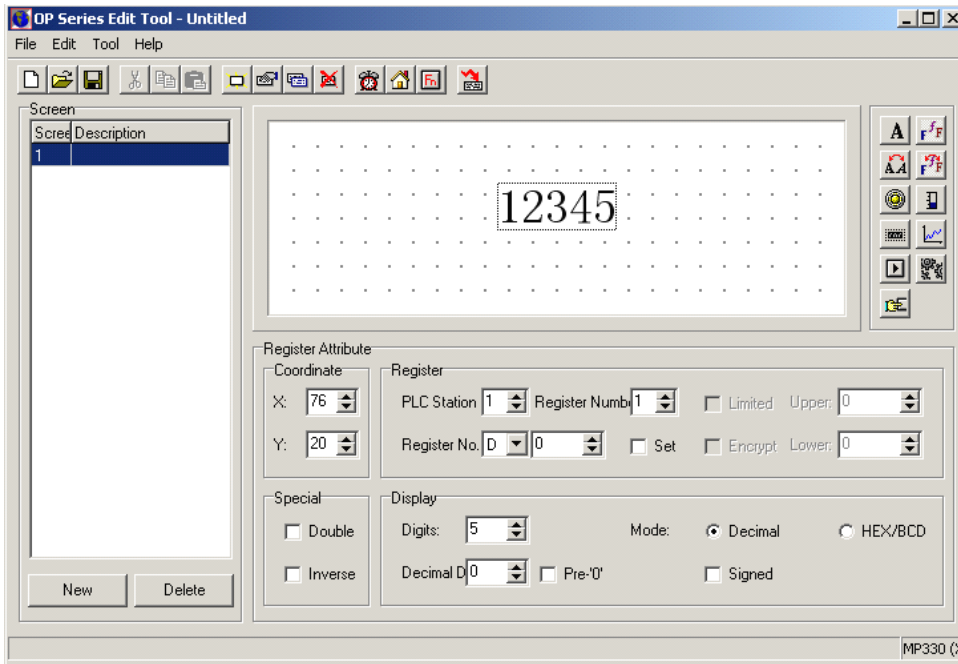 OP Series Edit Tool - Untitled
File Edit Tool Help
Fn
Screen
Scree Description
1
12345
A F f F
A A F F
Register Attribute
Coordinate
Register
X: 76
PLC Station 1 Register Numb 1 Limited Upper: 0
Y: 20
Register No. D 0 Set Encrypt Lower: 0
Special
Display
Double
Digits: 5 Mode: Decimal HEX/BCD
Inverse
Decimal D 0 Pre-'0' Signed
New Delete
MP330 (